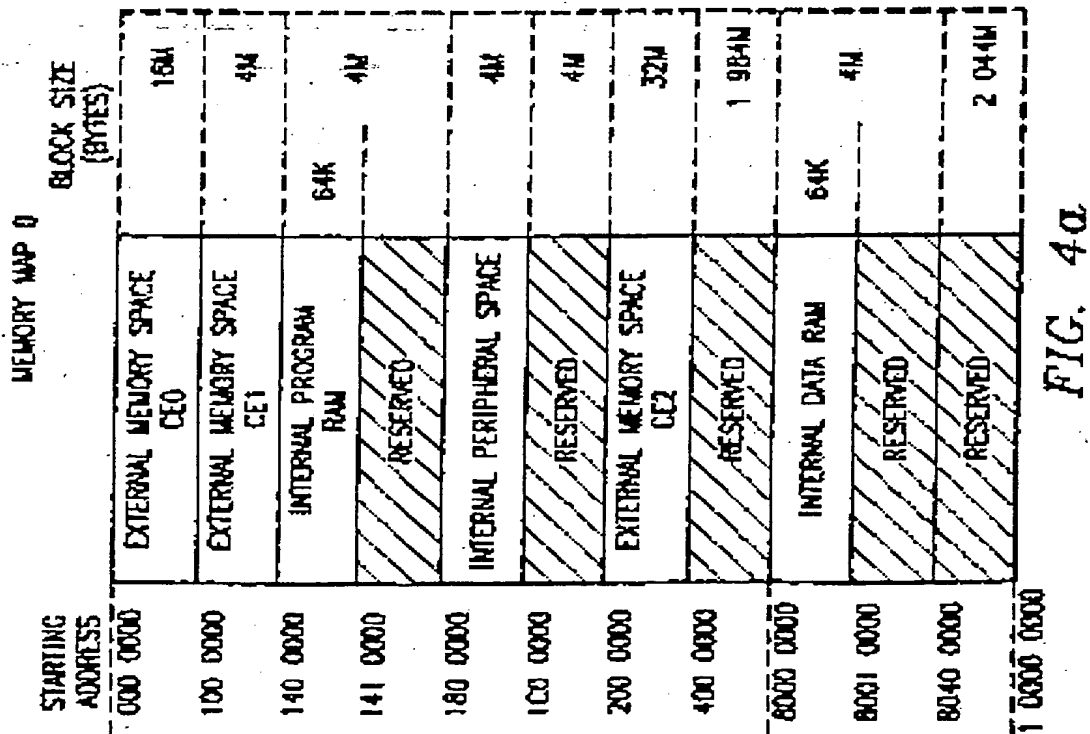 MEMORY MAP 0
STARTING ADDRESS
BLOCK SIZE (BYTES)
000 0000
EXTERNAL MEMORY SPACE
CE0
16M
100 0000
EXTERNAL MEMORY SPACE
CE1
4M
140 0000
INTERNAL PROGRAM
RAM
64K
4M
141 0000
RESERVED
180 0000
INTERNAL PERIPHERAL SPACE
4M
1C0 0000
RESERVED
4M
200 0000
EXTERNAL MEMORY SPACE
CE2
32M
400 0000
RESERVED
1 984M
8000 0000
INTERNAL DATA RAM
64K
4M
8001 0000
RESERVED
8040 0000
RESERVED
2 044M
1 0000 0000
FIG. 4a